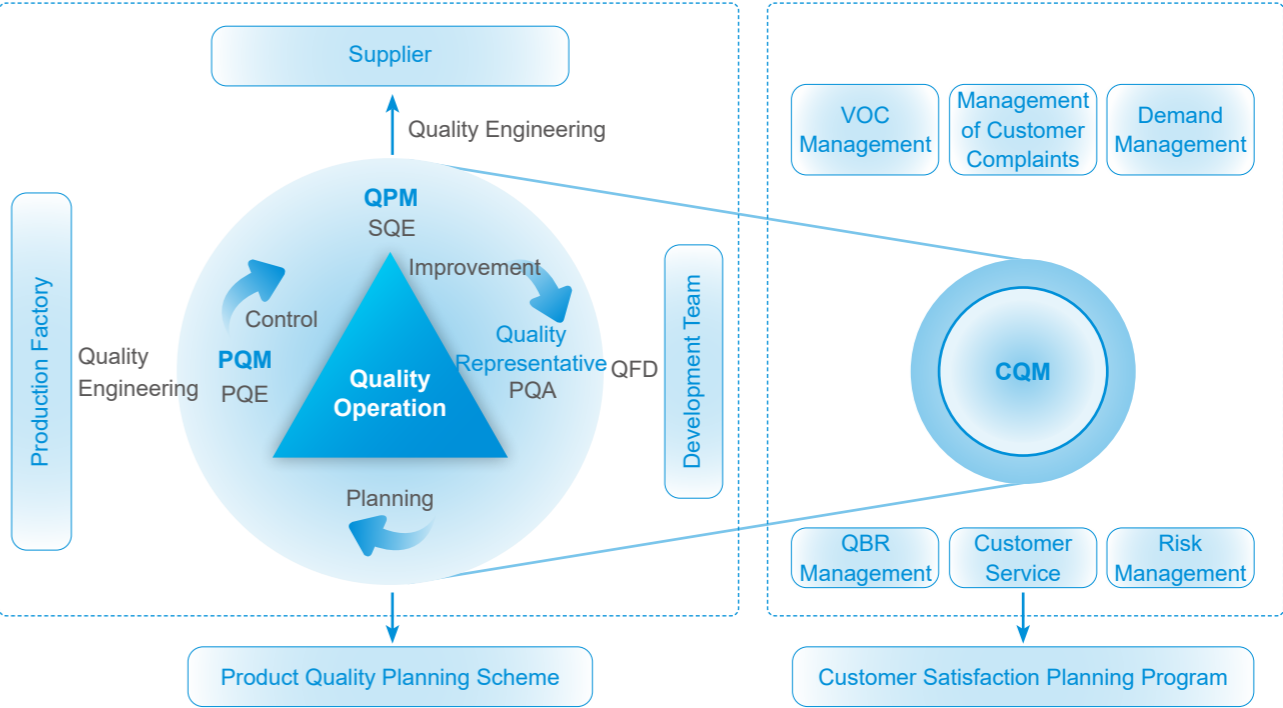 Supplier
Quality Engineering
QPM
SQE
Improvement
Control
Quality
Representative
PQA
PQM
PQE
Quality
Operation
Planning
Production Factory
Quality
Engineering
QFD
Development Team
Product Quality Planning Scheme
VOC
Management
Management
of Customer
Complaints
Demand
Management
CQM
QBR
Management
Customer
Service
Risk
Management
Customer Satisfaction Planning Program